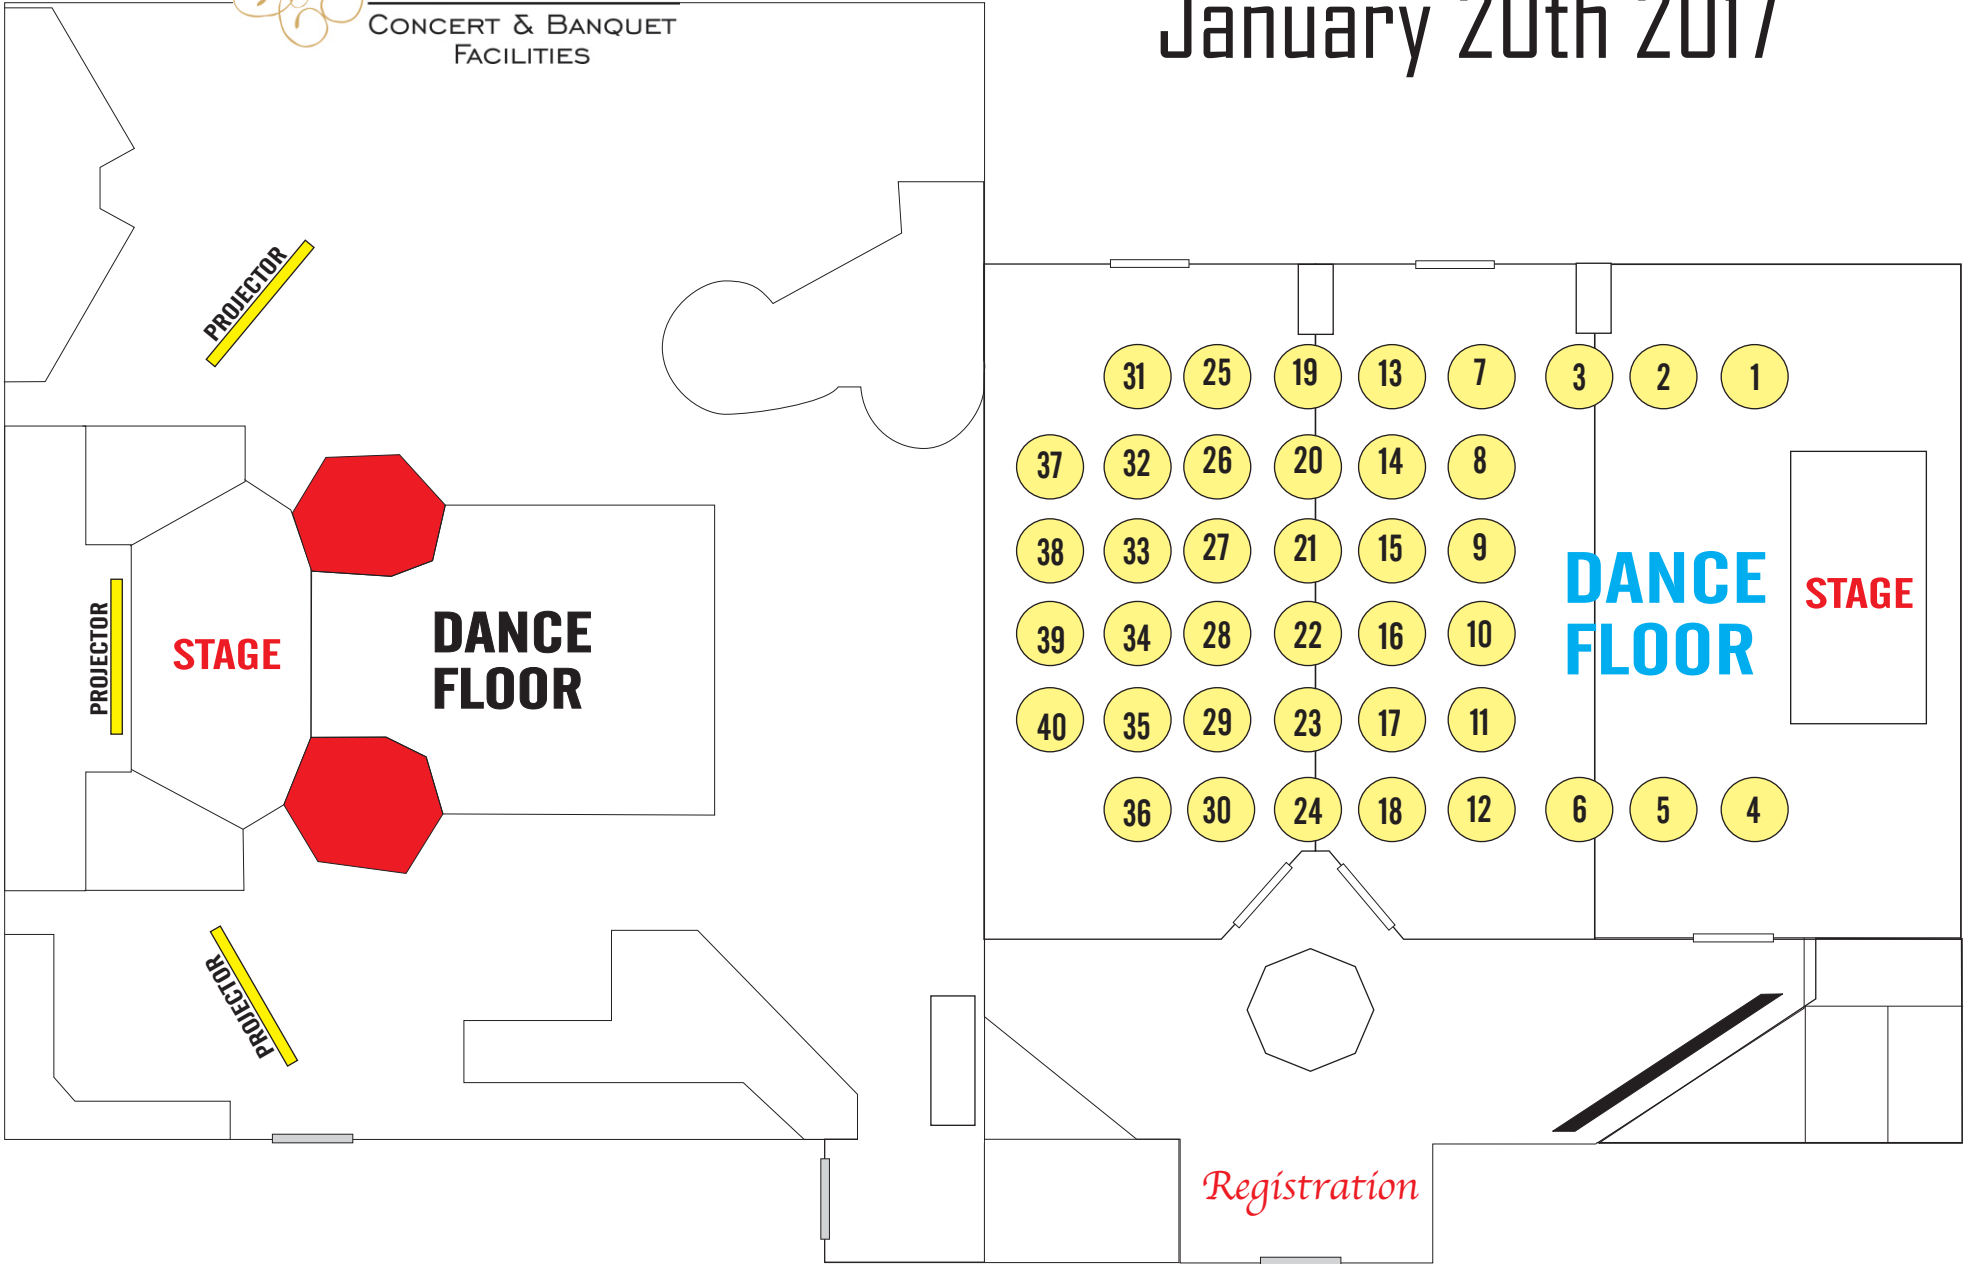 CONCERT & BANQUET
FACILITIES
January 20th 2017
PROJECTOR
PROJECTOR
STAGE
DANCE
FLOOR
PROJECTOR
31 25 19 13 7 3 2 1
37 32 26 20 14 8
38 33 27 21 15 9
39 34 28 22 16 10
40 35 29 23 17 11
36 30 24 18 12 6 5 4
DANCE
FLOOR
STAGE
Registration